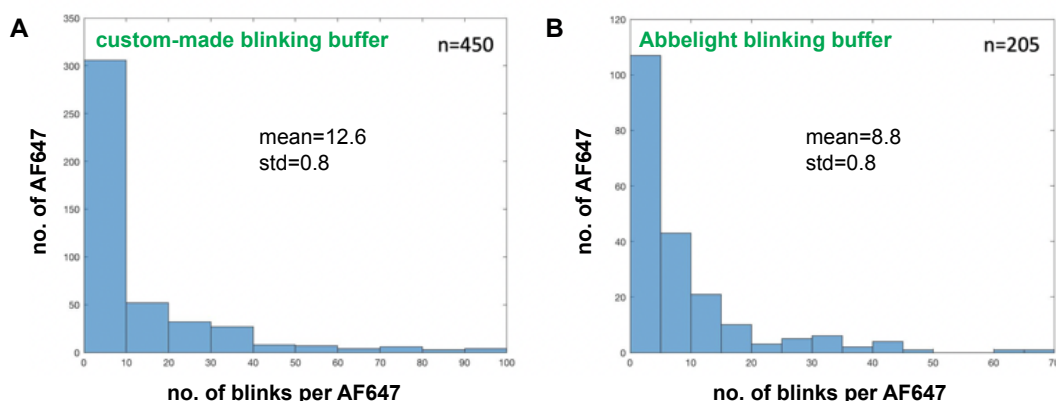 A
custom-made blinking buffer
n=450
mean=12.6
std=0.8
no. of AF647
350
300
250
200
150
100
50
0
0 10 20 30 40 50 60 70 80 90 100
no. of blinks per AF647
B
Abbelight blinking buffer
n=205
mean=8.8
std=0.8
no. of AF647
120
100
80
60
40
20
0
0 10 20 30 40 50 60 70
no. of blinks per AF647